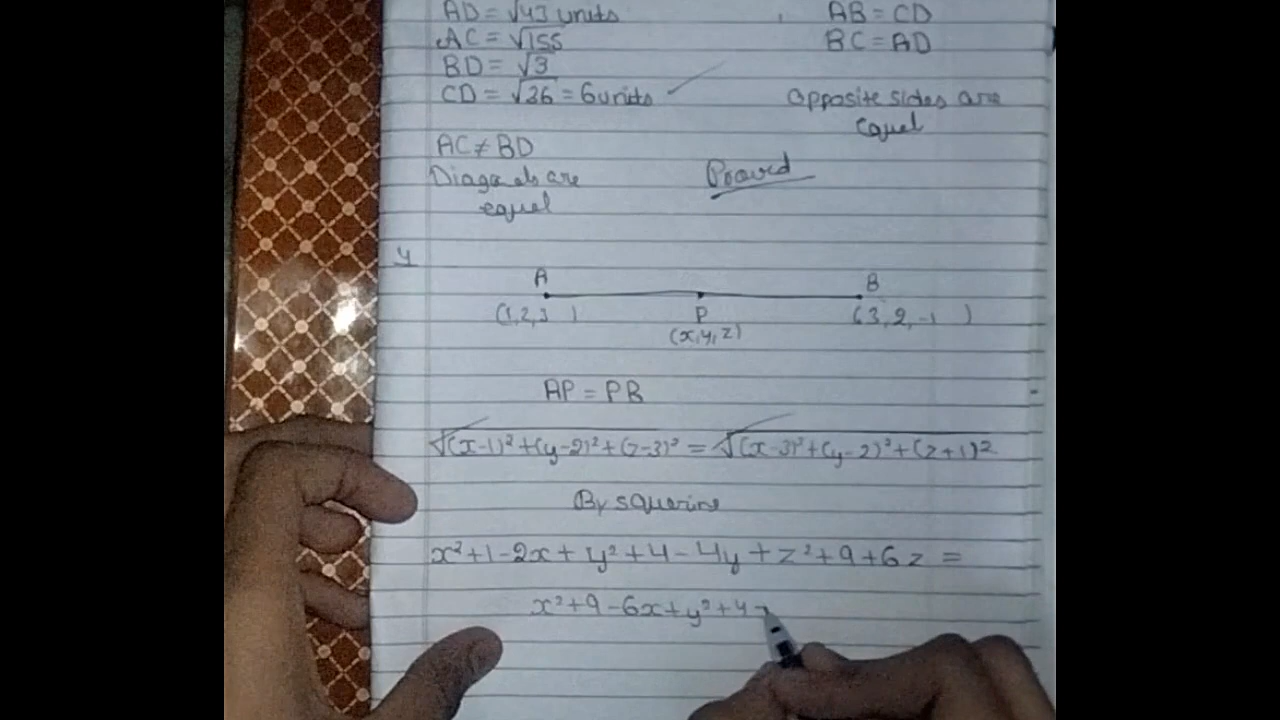 AD = √43 units
AB = CD
AC = √155
BC = AD
BD = √3
CD = √36 = 6 units
Opposite sides are
equal
AC ≠ BD
Diagonals are
equal
Proved
4
A B
(1,2,3 ) P (3,2,-1 )
(x,y,z)
AP = PB
√(x-1)²+(y-2)²+(z-3)² = √(x-3)²+(y-2)²+(z+1)²
By squaring
x²+1-2x+y²+4-4y+z²+9+6z =
x²+9-6x+y²+4-